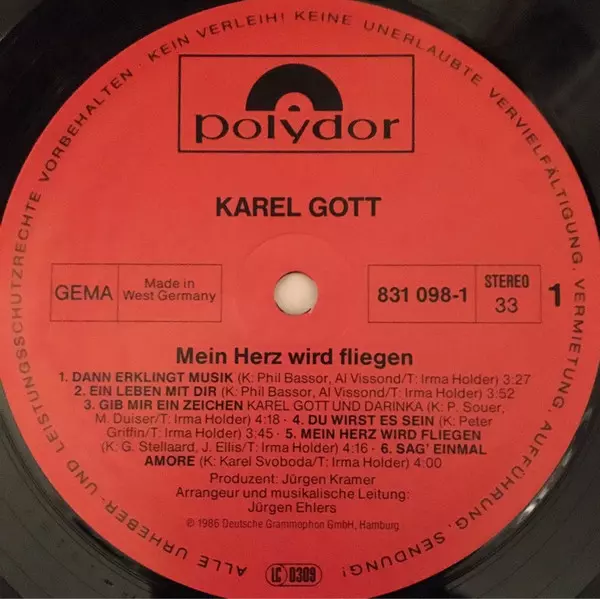 ALLE URHEBER- UND LEISTUNGSSCHUTZRECHTE VORBEHALTEN · KEIN VERLEIH! KEINE UNERLAUBTE VERVIELFÄLTIGUNG, VERMIETUNG, AUFFÜHRUNG, SENDUNG!
polydor
KAREL GOTT
GEMA
Made in
West Germany
831 098-1
STEREO
33
1
Mein Herz wird fliegen
1. DANN ERKLINGT MUSIK (K: Phil Bassor, Al Vissond/T: Irma Holder) 3:27
2. EIN LEBEN MIT DIR (K: Phil Bassor, Al Vissond/T: Irma Holder) 3:52
3. GIB MIR EIN ZEICHEN KAREL GOTT UND DARINKA (K: P. Souer,
M. Duiser/T: Irma Holder) 4:18 · 4. DU WIRST ES SEIN (K: Peter
Griffin/T: Irma Holder) 3:45 · 5. MEIN HERZ WIRD FLIEGEN
(K: K. G. Stellaard, J. Ellis/T: Irma Holder) 4:16 · 6. SAG' EINMAL
AMORE (K: Karel Svoboda/T: Irma Holder) 4:00
Produzent: Jürgen Kramer
Arrangeur und musikalische Leitung:
Jürgen Ehlers
℗ 1986 Deutsche Grammophon GmbH, Hamburg
LC 0309